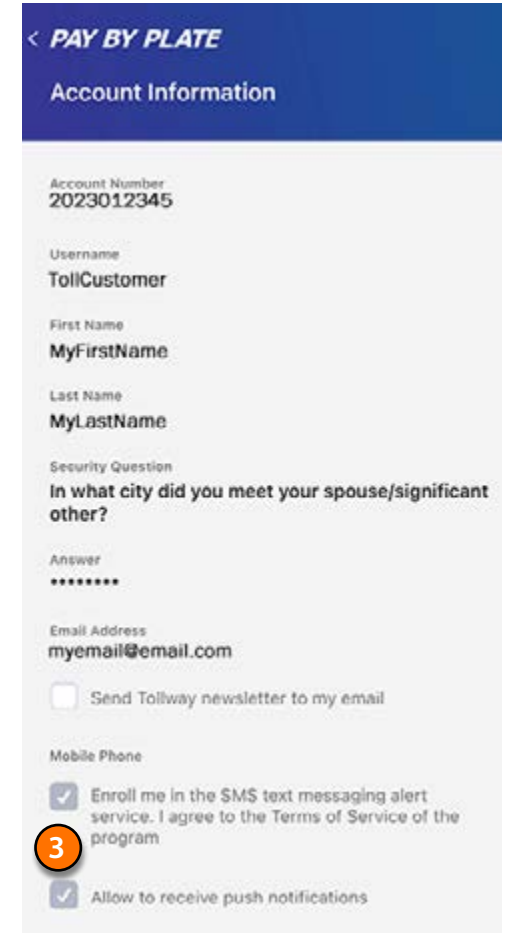 < PAY BY PLATE
Account Information
Account Number
2023012345
Username
TollCustomer
First Name
MyFirstName
Last Name
MyLastName
Security Question
In what city did you meet your spouse/significant
other?
Answer
••••••••
Email Address
myemail@email.com
Send Tollway newsletter to my email
Mobile Phone
Enroll me in the SMS text messaging alert
service. I agree to the Terms of Service of the
program
3
Allow to receive push notifications